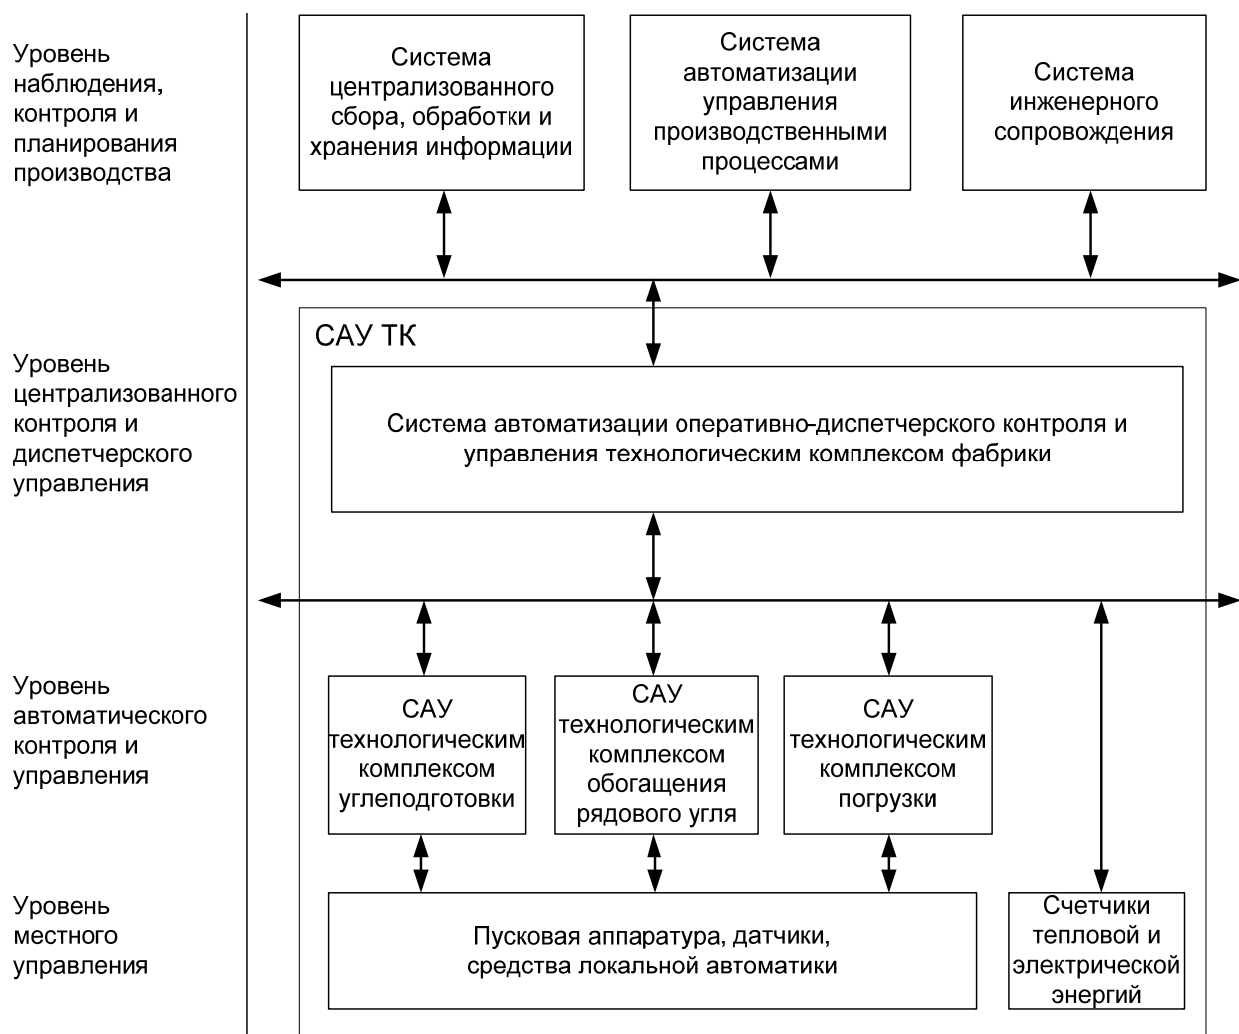 Уровень
наблюдения,
контроля и
планирования
производства
Система
централизованного
сбора, обработки и
хранения информации
Система
автоматизации
управления
производственными
процессами
Система
инженерного
сопровождения
САУ ТК
Уровень
централизованного
контроля и
диспетчерского
управления
Система автоматизации оперативно-диспетчерского контроля и
управления технологическим комплексом фабрики
Уровень
автоматического
контроля и
управления
САУ
технологическим
комплексом
углеподготовки
САУ
технологическим
комплексом
обогащения
рядового угля
САУ
технологическим
комплексом
погрузки
Уровень
местного
управления
Пусковая аппаратура, датчики,
средства локальной автоматики
Счетчики
тепловой и
электрической
энергий